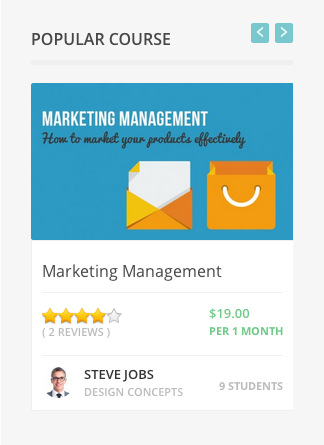 POPULAR COURSE
MARKETING MANAGEMENT
How to market your products effectively
Marketing Management
$19.00
( 2 REVIEWS )
PER 1 MONTH
STEVE JOBS
DESIGN CONCEPTS
9 STUDENTS